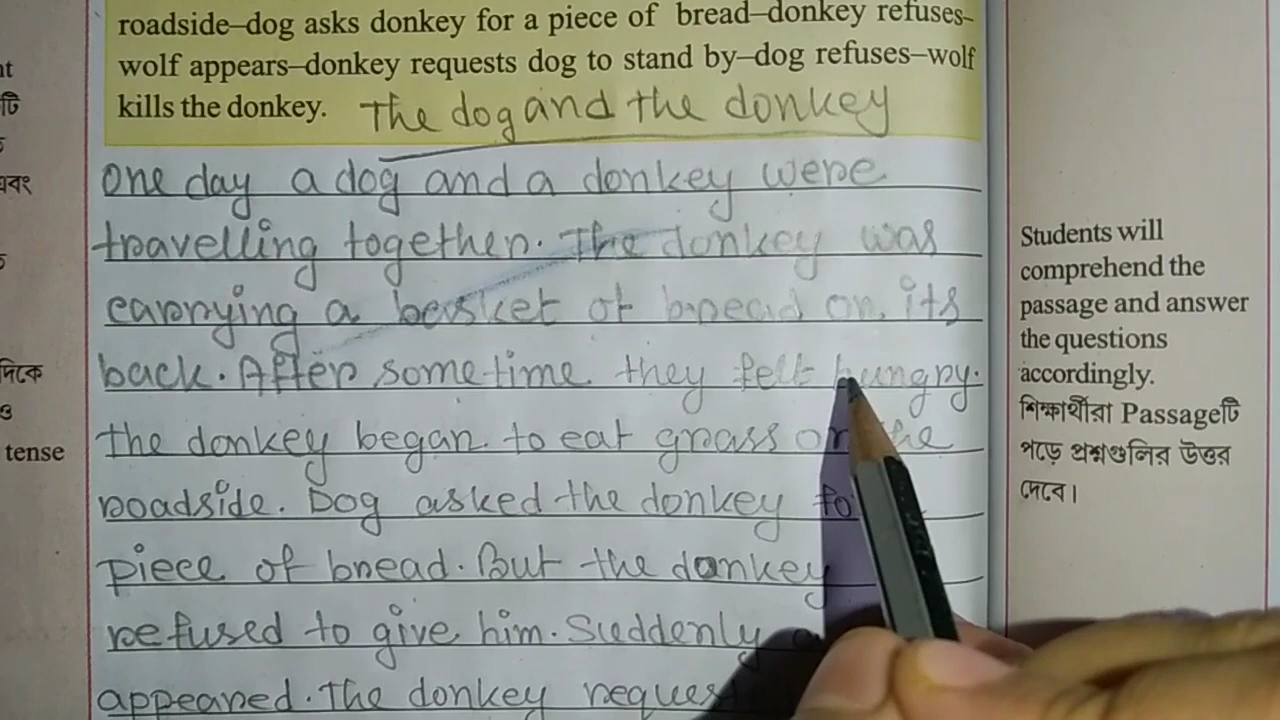 roadside–dog asks donkey for a piece of bread–donkey refuses–
wolf appears–donkey requests dog to stand by–dog refuses–wolf
kills the donkey.
The dog and the donkey
One day a dog and a donkey were
travelling together. The donkey was
carrying a basket of bread on its
back. After sometime they felt hungry.
The donkey began to eat grass on the
roadside. Dog asked the donkey fo
piece of bread. But the donkey
refused to give him. Suddenly
appeared. The donkey reques
টি
এবং
দিকে
ও
tense
Students will
comprehend the
passage and answer
the questions
accordingly.
শিক্ষার্থীরা Passageটি
পড়ে প্রশ্নগুলির উত্তর
দেবে।